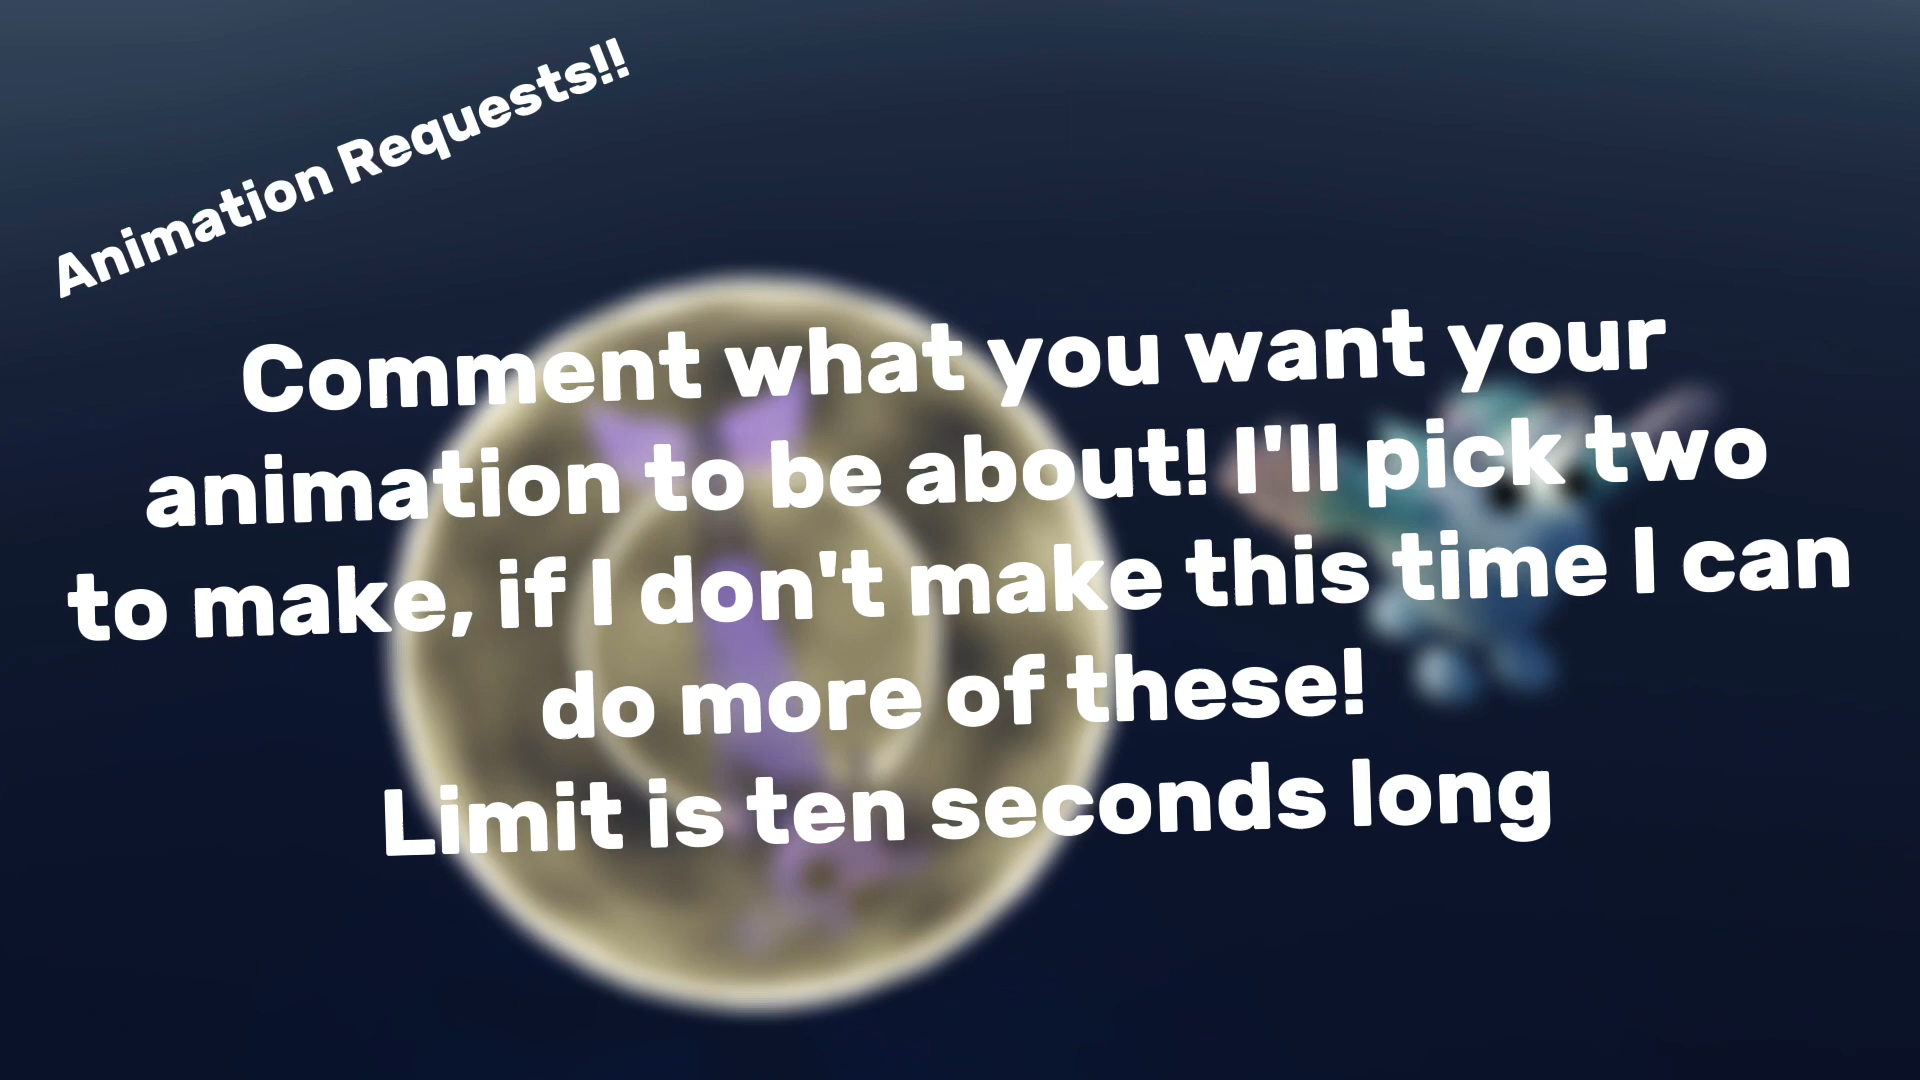 Animation Requests!!
Comment what you want your
animation to be about! I'll pick two
to make, if I don't make this time I can
do more of these!
Limit is ten seconds long